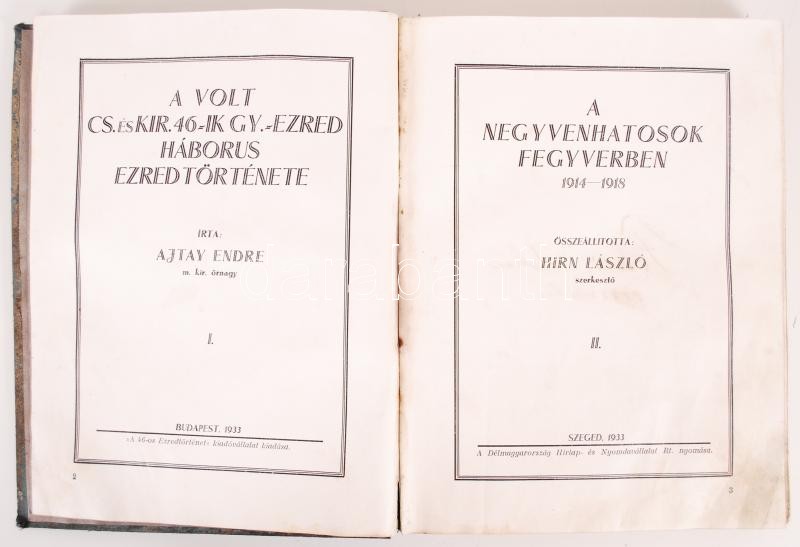 A VOLT
CS. ÉS KIR. 46-IK GY.-EZRED
HÁBORUS
EZREDTÖRTÉNETE
IRTA:
AJTAY ENDRE
m. kir. őrnagy
I.
BUDAPEST, 1933
«A 46-os Ezredtörténet» kiadóvállalat kiadása.
2
A
NEGYVENHATOSOK
FEGYVERBEN
1914—1918
ÖSSZEÁLLITOTTA:
HIRN LÁSZLÓ
szerkesztő
II.
SZEGED, 1933
A Délmagyarország Hirlap- és Nyomdavállalat Rt. nyomása.
3
darabanth